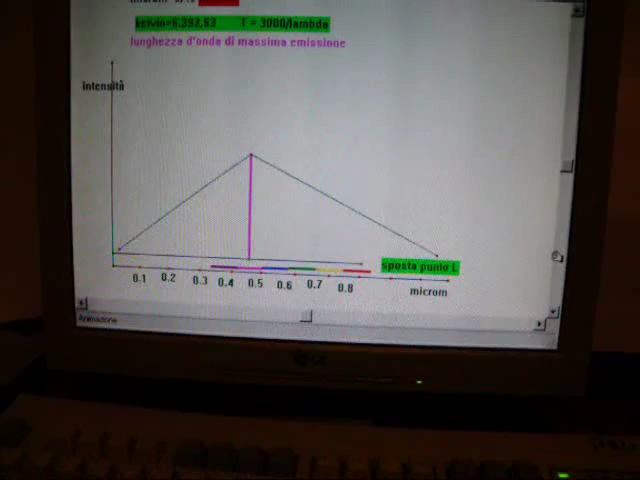 kelvin=6.392,53 T = 3000/lambda
lunghezza d'onda di massima emissione
intensità
sposta punto L
0.1 0.2 0.3 0.4 0.5 0.6 0.7 0.8
microm
Animazione
LG